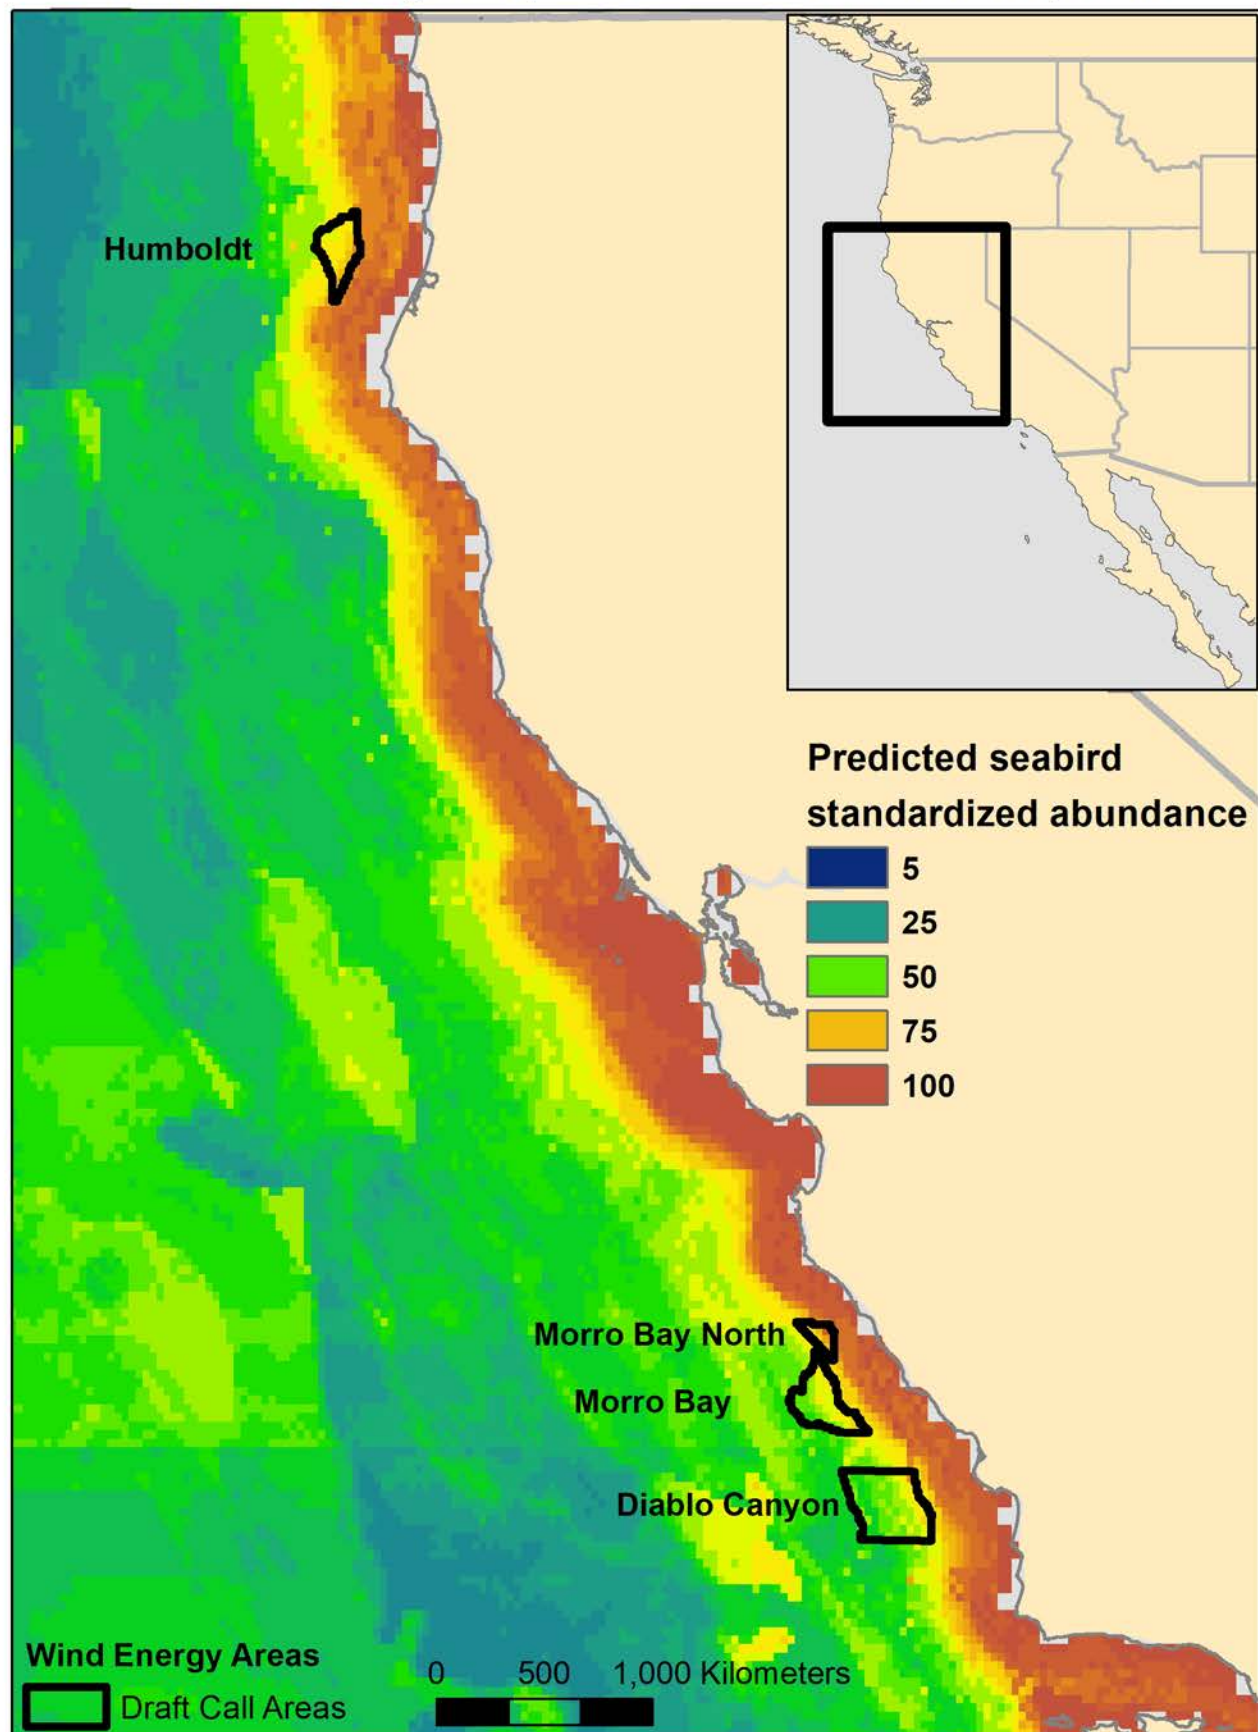 Humboldt
Predicted seabird
standardized abundance
5
25
50
75
100
Morro Bay North
Morro Bay
Diablo Canyon
Wind Energy Areas
Draft Call Areas
0 500 1,000 Kilometers